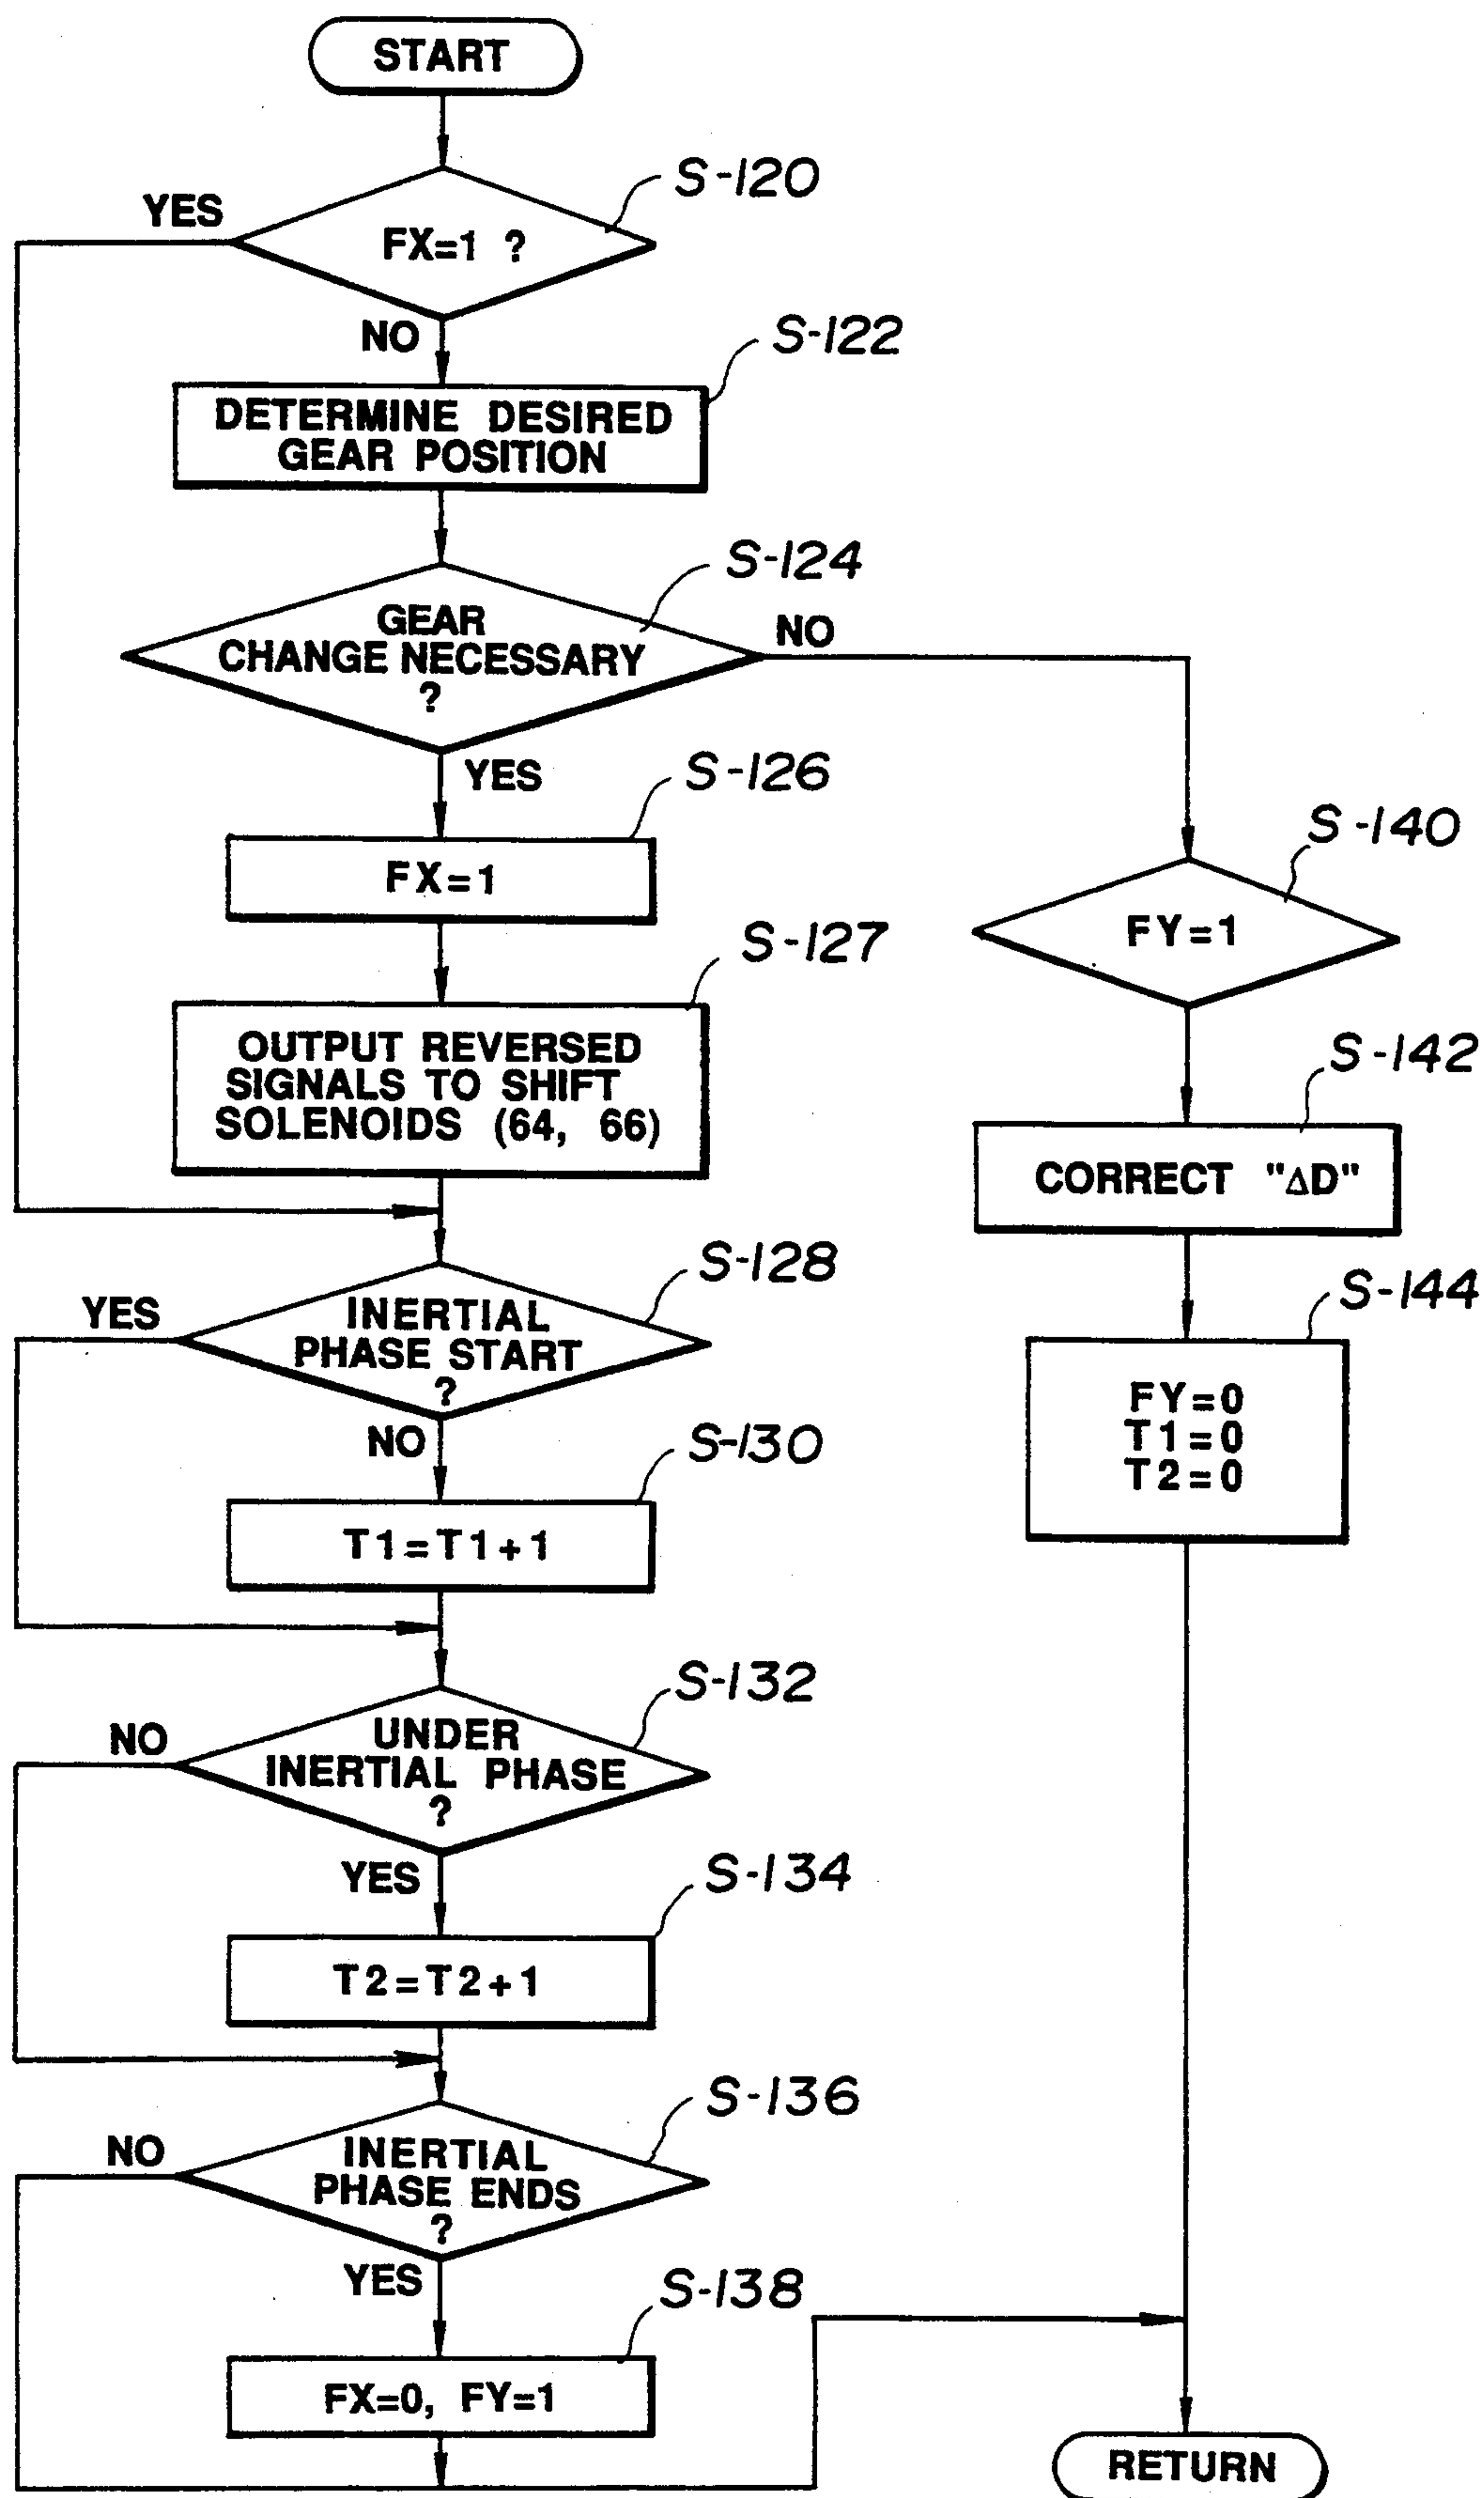 START
S-120
YES
FX=1 ?
NO
S-122
DETERMINE DESIRED
GEAR POSITION
S-124
GEAR
CHANGE NECESSARY
?
NO
YES
S-126
FX=1
S-127
OUTPUT REVERSED
SIGNALS TO SHIFT
SOLENOIDS (64, 66)
S-128
YES
INERTIAL
PHASE START
?
NO
S-130
T1=T1+1
S-132
NO
UNDER
INERTIAL PHASE
?
YES
S-134
T2=T2+1
S-136
NO
INERTIAL
PHASE ENDS
?
YES
S-138
FX=0, FY=1
S-140
FY=1
S-142
CORRECT "ΔD"
S-144
FY=0
T1=0
T2=0
RETURN